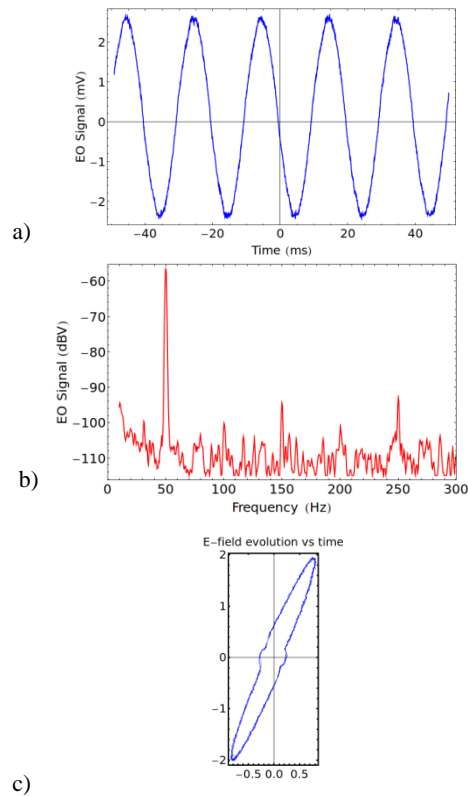 2
1
0
−1
−2
EO Signal (mV)
−40 −20 0 20 40
Time (ms)
a)
−60
−70
−80
−90
−100
−110
EO Signal (dBV)
0 50 100 150 200 250 300
Frequency (Hz)
b)
E−field evolution vs time
2
1
0
−1
−2
−0.5 0.0 0.5
c)